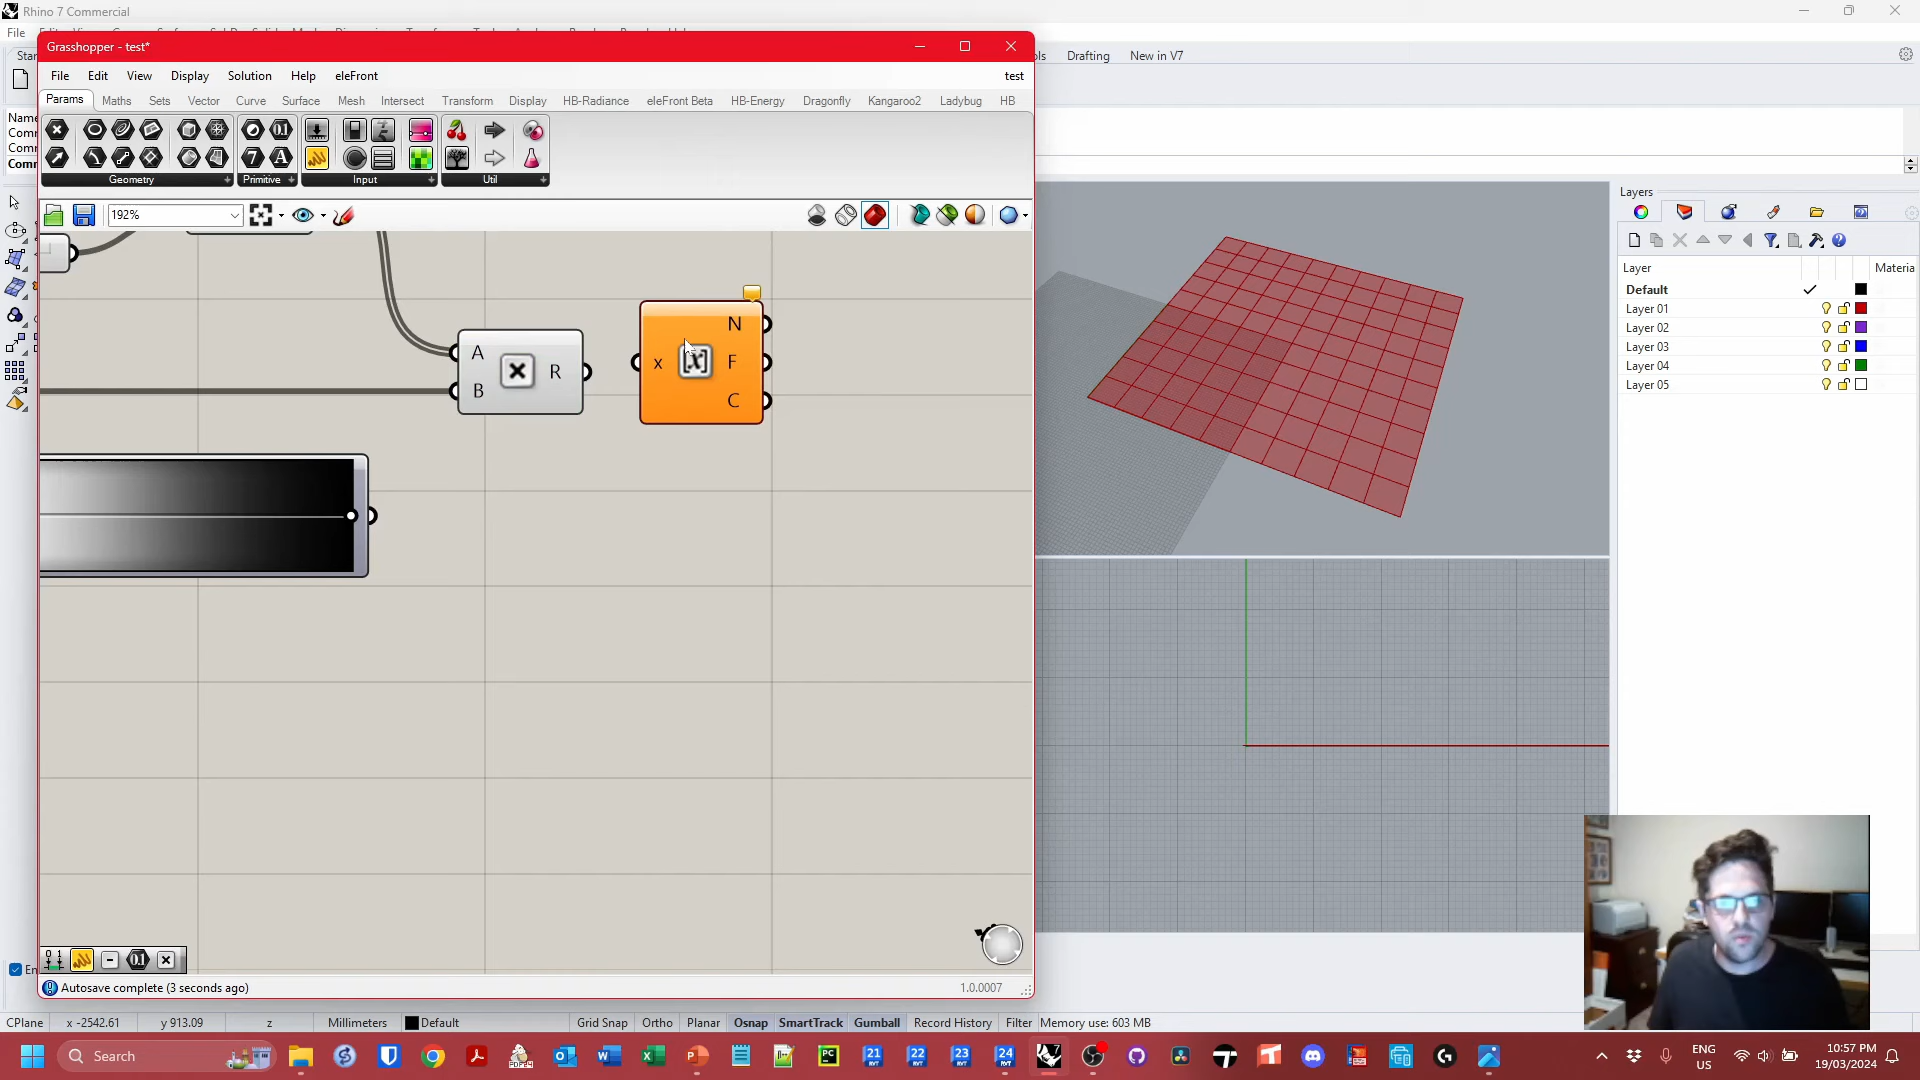 Rhino 7 Commercial
File
Grasshopper - test*
File Edit View Display Solution Help eleFront test
Params Maths Sets Vector Curve Surface Mesh Intersect Transform Display HB-Radiance eleFront Beta HB-Energy Dragonfly Kangaroo2 Ladybug HB
Drafting New in V7
Geometry Primitive Input Util
192%
N
x F
C
A
R
B
Layers
Layer Materia
Default
Layer 01
Layer 02
Layer 03
Layer 04
Layer 05
Autosave complete (3 seconds ago) 1.0.0007
CPlane x -2542.61 y 913.09 z Millimeters Default Grid Snap Ortho Planar Osnap SmartTrack Gumball Record History Filter Memory use: 603 MB
Search
21 22 23 24
ENG
US
10:57 PM
19/03/2024